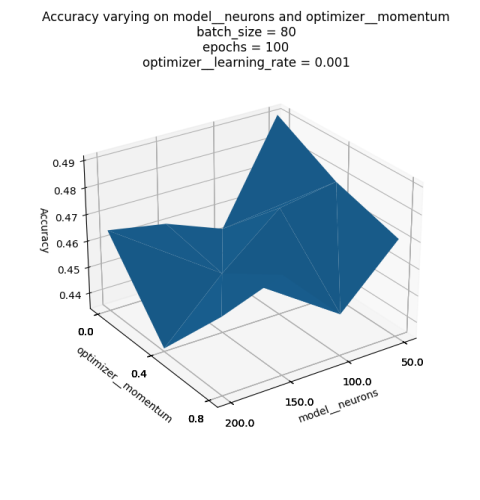 Accuracy varying on model__neurons and optimizer__momentum
batch_size = 80
epochs = 100
optimizer__learning_rate = 0.001
0.49
0.48
0.47
0.46
0.45
0.44
Accuracy
0.0
0.4
0.8
optimizer__momentum
200.0
150.0
100.0
50.0
model__neurons